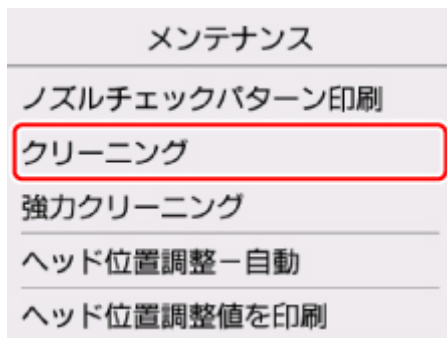 メンテナンス
ノズルチェックパターン印刷
クリーニング
強力クリーニング
ヘッド位置調整－自動
ヘッド位置調整値を印刷